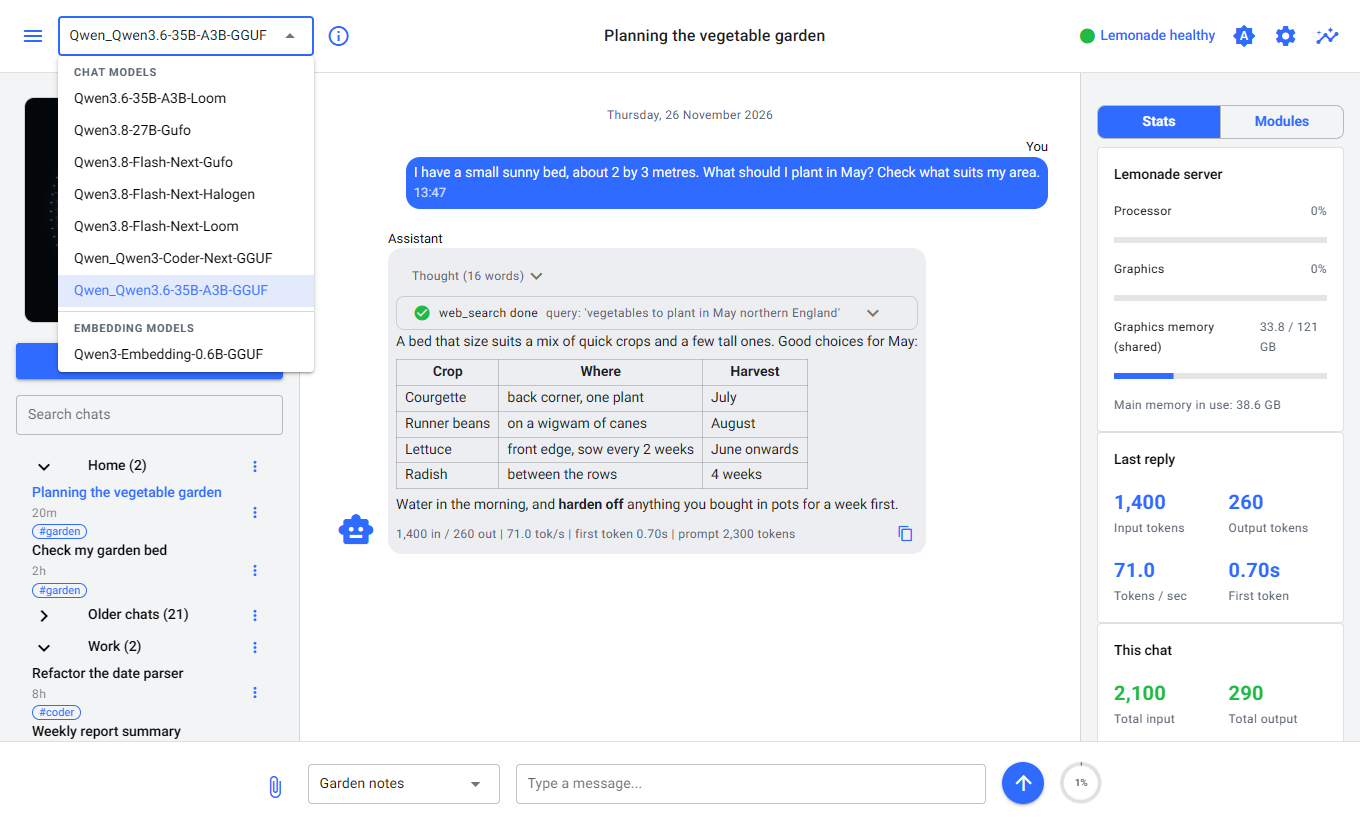 Qwen_Qwen3.6-35B-A3B-GGUF
Planning the vegetable garden
Lemonade healthy
A
CHAT MODELS
Qwen3.6-35B-A3B-Loom
Qwen3.8-27B-Gufo
Qwen3.8-Flash-Next-Gufo
Qwen3.8-Flash-Next-Halogen
Qwen3.8-Flash-Next-Loom
Qwen_Qwen3-Coder-Next-GGUF
Qwen_Qwen3.6-35B-A3B-GGUF
EMBEDDING MODELS
Qwen3-Embedding-0.6B-GGUF
Search chats
Home (2)
Planning the vegetable garden
20m
#garden
Check my garden bed
2h
#garden
Older chats (21)
Work (2)
Refactor the date parser
8h
#coder
Weekly report summary
Thursday, 26 November 2026
You
I have a small sunny bed, about 2 by 3 metres. What should I plant in May? Check what suits my area.
13:47
Assistant
Thought (16 words)
web_search done query: 'vegetables to plant in May northern England'
A bed that size suits a mix of quick crops and a few tall ones. Good choices for May:
Crop Where Harvest
Courgette back corner, one plant July
Runner beans on a wigwam of canes August
Lettuce front edge, sow every 2 weeks June onwards
Radish between the rows 4 weeks
Water in the morning, and harden off anything you bought in pots for a week first.
1,400 in / 260 out | 71.0 tok/s | first token 0.70s | prompt 2,300 tokens
Stats Modules
Lemonade server
Processor 0%
Graphics 0%
Graphics memory 33.8 / 121
(shared) GB
Main memory in use: 38.6 GB
Last reply
1,400 260
Input tokens Output tokens
71.0 0.70s
Tokens / sec First token
This chat
2,100 290
Total input Total output
Garden notes
Type a message...
1%